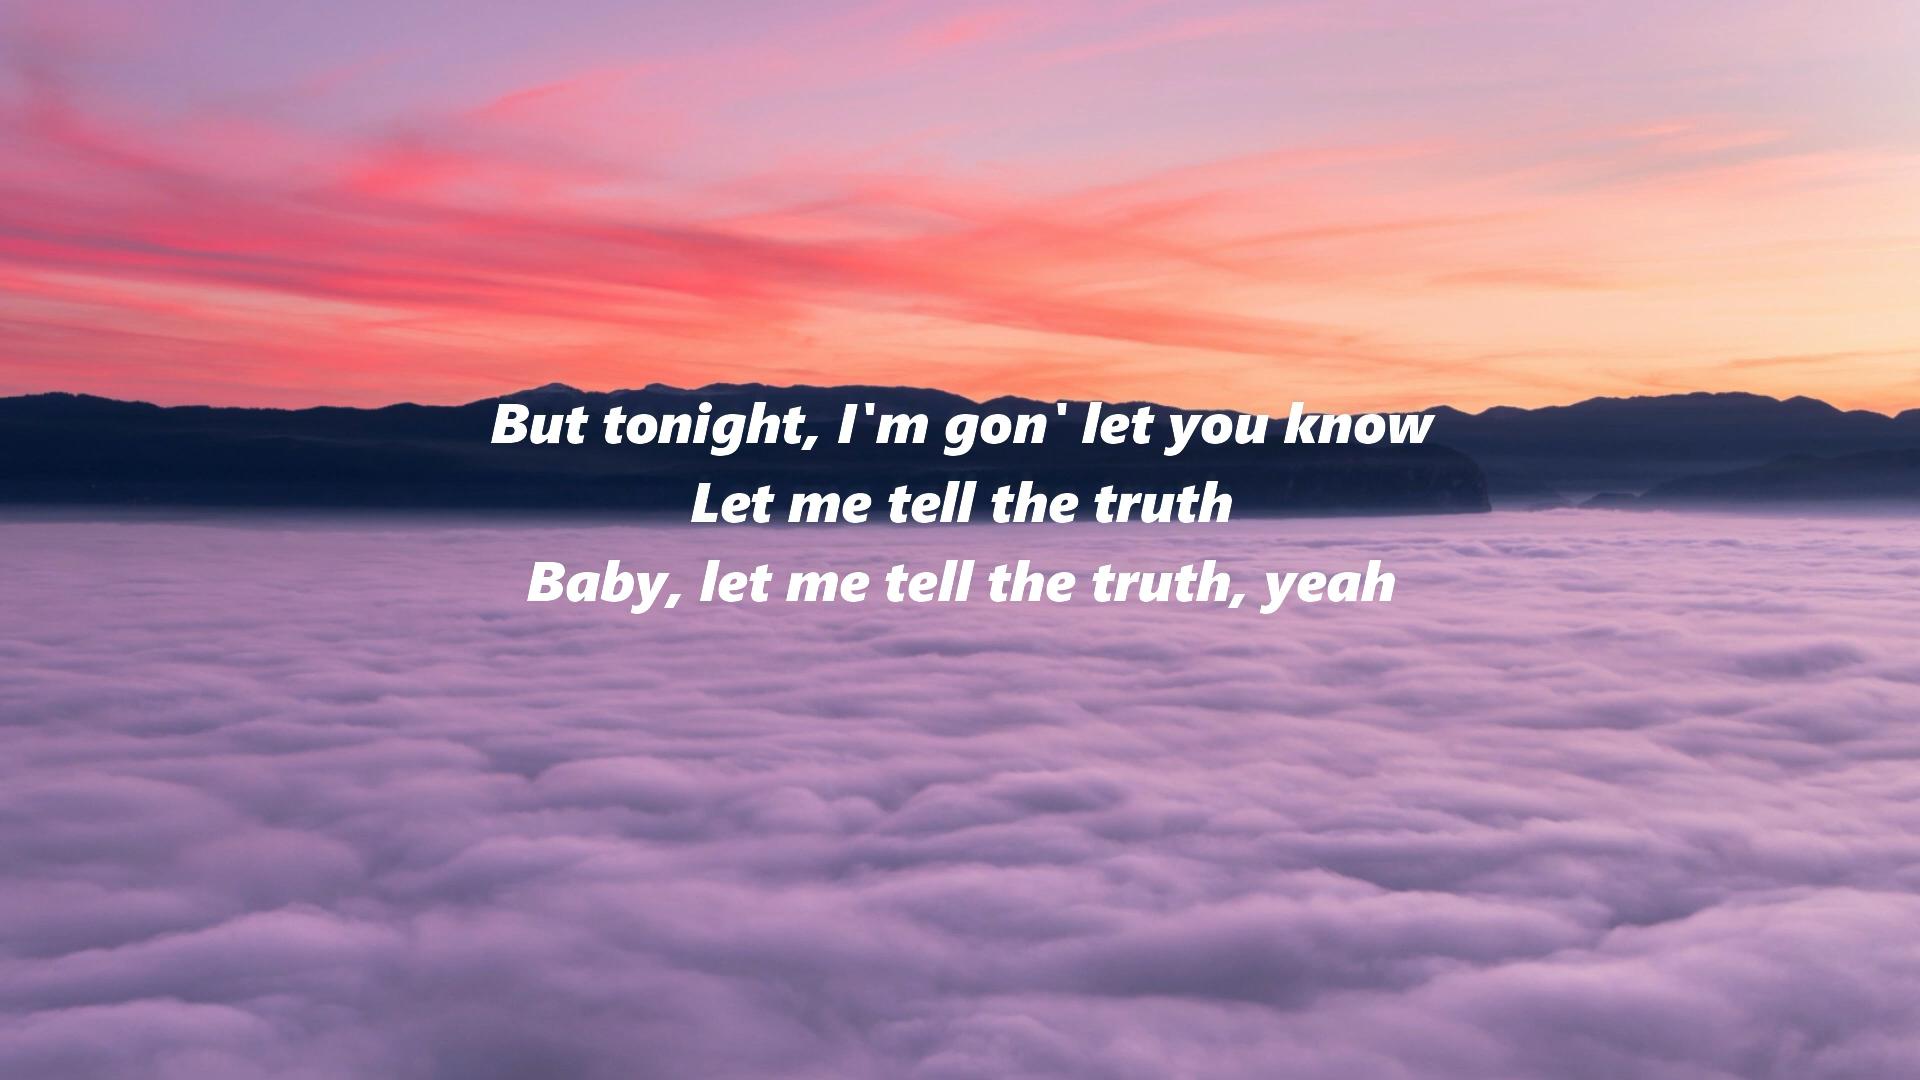 But tonight, I'm gon' let you know
Let me tell the truth
Baby, let me tell the truth, yeah